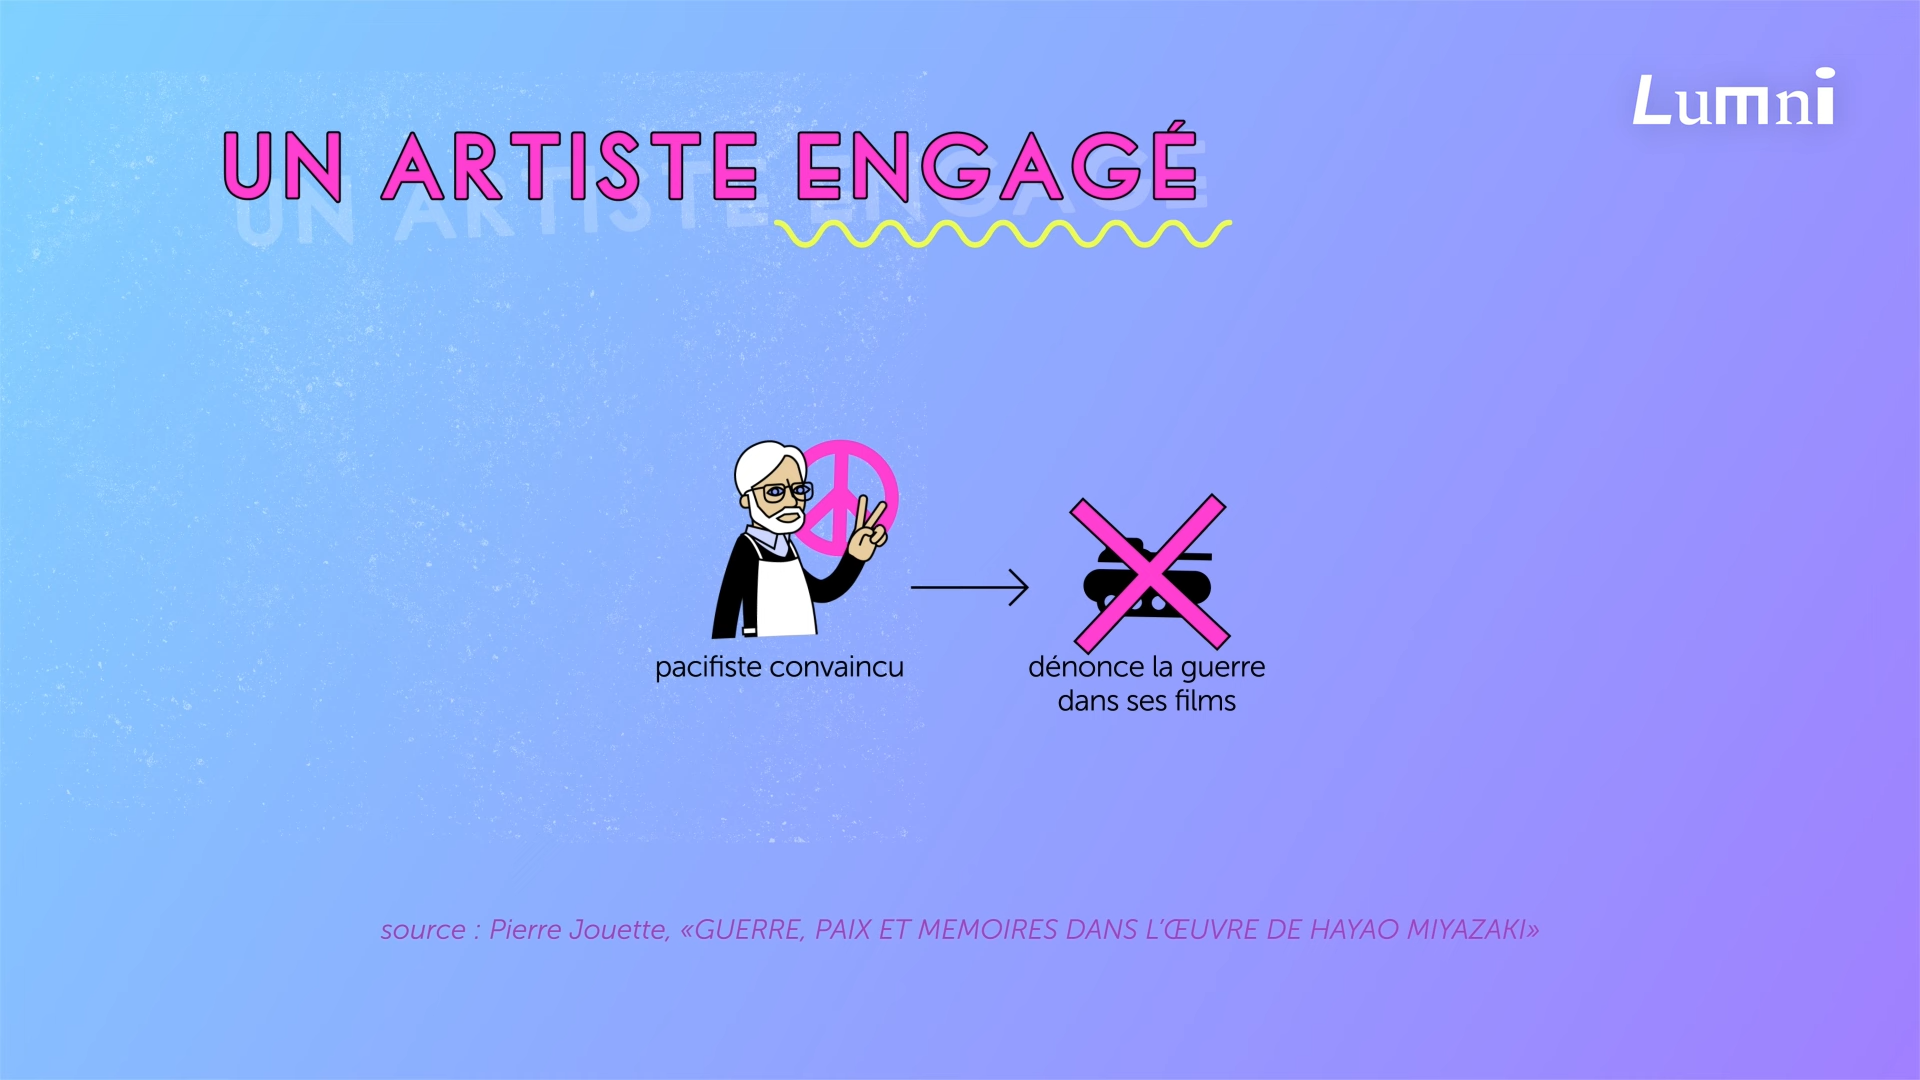 Lumni
UN ARTISTE ENGAGÉ
pacifiste convaincu
dénonce la guerre
dans ses films
source : Pierre Jouette, «GUERRE, PAIX ET MEMOIRES DANS L’ŒUVRE DE HAYAO MIYAZAKI»